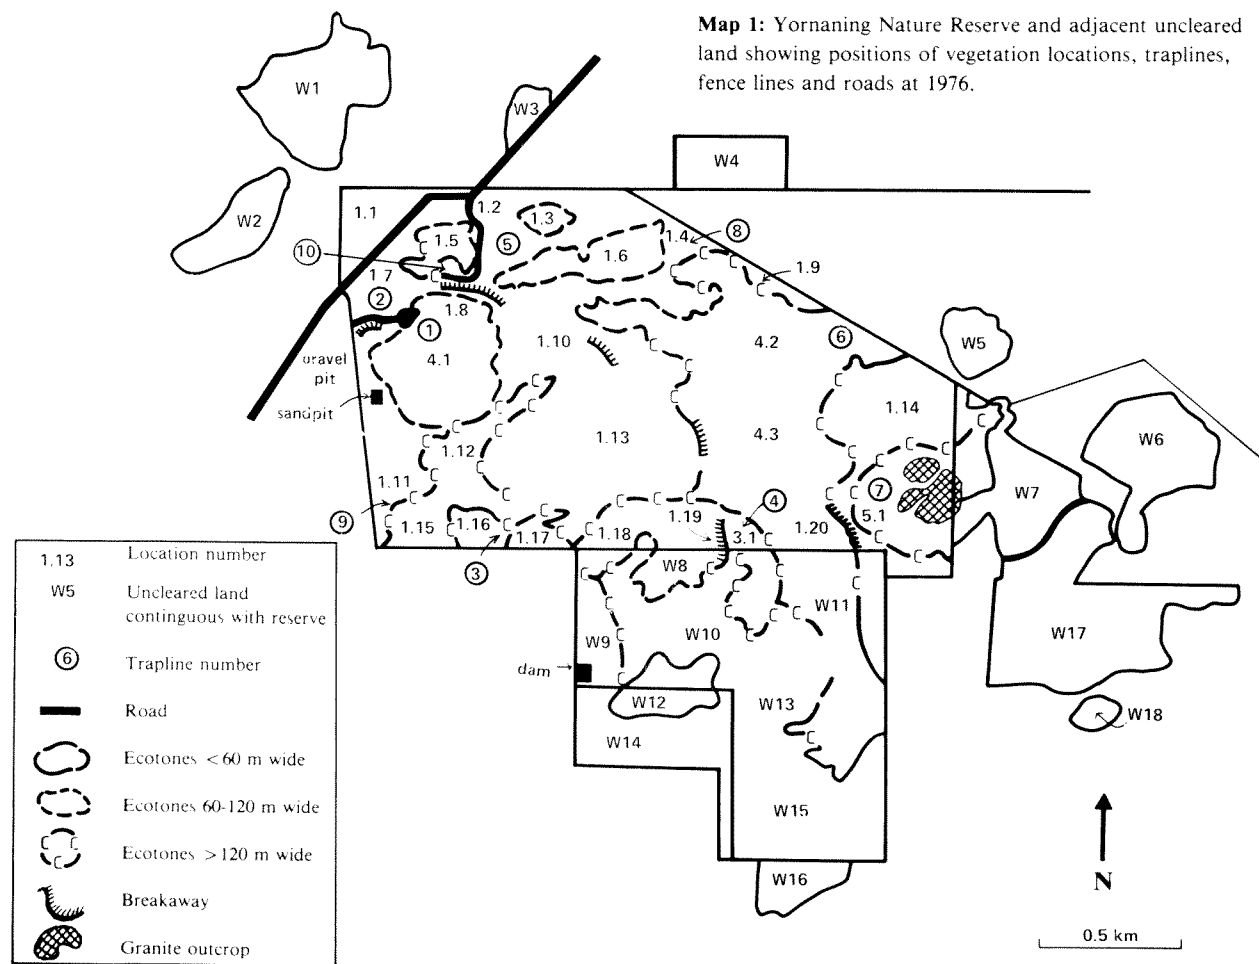 Map 1: Yornaning Nature Reserve and adjacent uncleared
land showing positions of vegetation locations, traplines,
fence lines and roads at 1976.
W1
W3
W4
W2
1.1
1.2
1.3
1.4
8
1.5
5
10
1.6
1.9
1 7
2
1.8
1
1.10
4.2
6
W5
oravel
pit
4.1
sandpit
1.14
1.13
4.3
W6
1.12
1.11
7
W7
9
1.15
1.16
3
1.17
1.18
1.19
4
3.1
1.20
5.1
W8
W9
W10
W11
W17
dam
W12
W13
W18
W14
W15
W16
N
0.5 km
1.13 Location number
W5 Uncleared land
continguous with reserve
6 Trapline number
Road
Ecotones <60 m wide
Ecotones 60-120 m wide
Ecotones >120 m wide
Breakaway
Granite outcrop